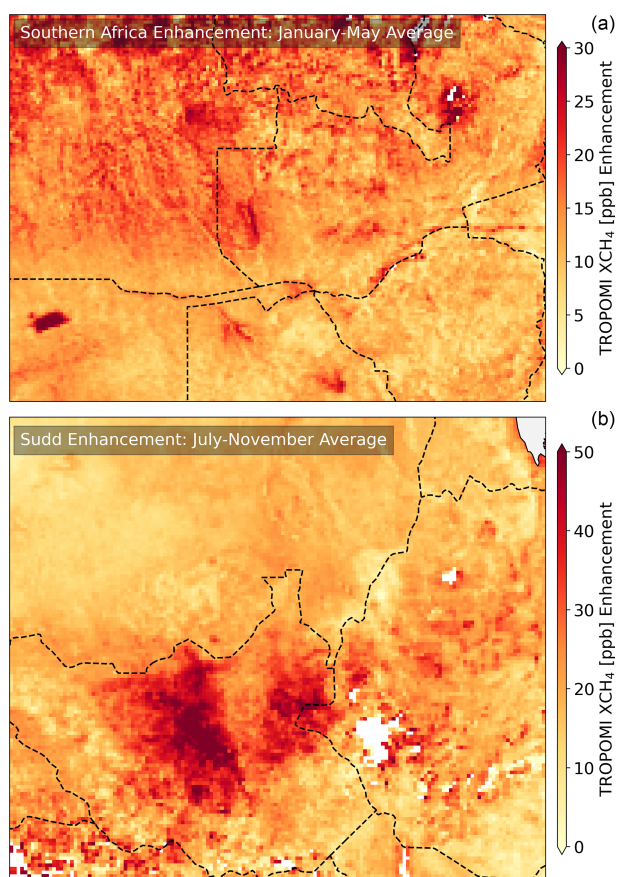 (a)
Southern Africa Enhancement: January-May Average
30
25
20
15
10
5
0
TROPOMI XCH₄ [ppb] Enhancement
(b)
Sudd Enhancement: July-November Average
50
40
30
20
10
0
TROPOMI XCH₄ [ppb] Enhancement